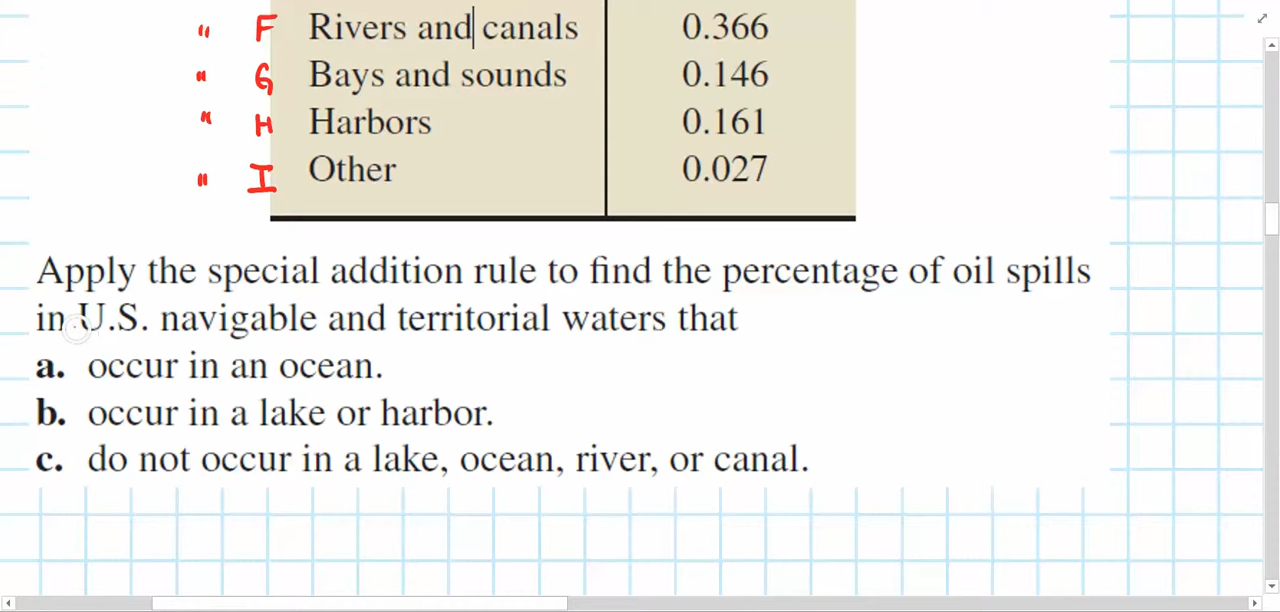 " F Rivers and canals 0.366
" G Bays and sounds 0.146
" H Harbors 0.161
" I Other 0.027
Apply the special addition rule to find the percentage of oil spills
in U.S. navigable and territorial waters that
a. occur in an ocean.
b. occur in a lake or harbor.
c. do not occur in a lake, ocean, river, or canal.